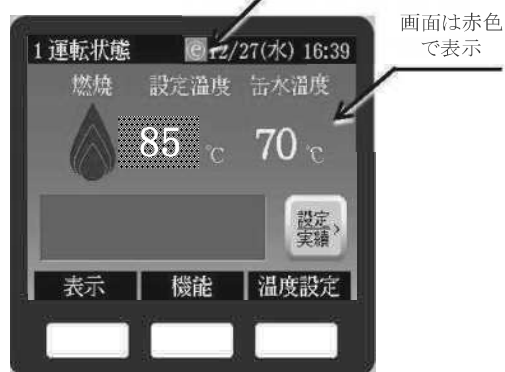 画面は赤色
で表示
1 運転状態 e 12/27(水) 16:39
燃焼 設定温度 缶水温度
85 ℃ 70 ℃
設定
実績
表示 機能 温度設定